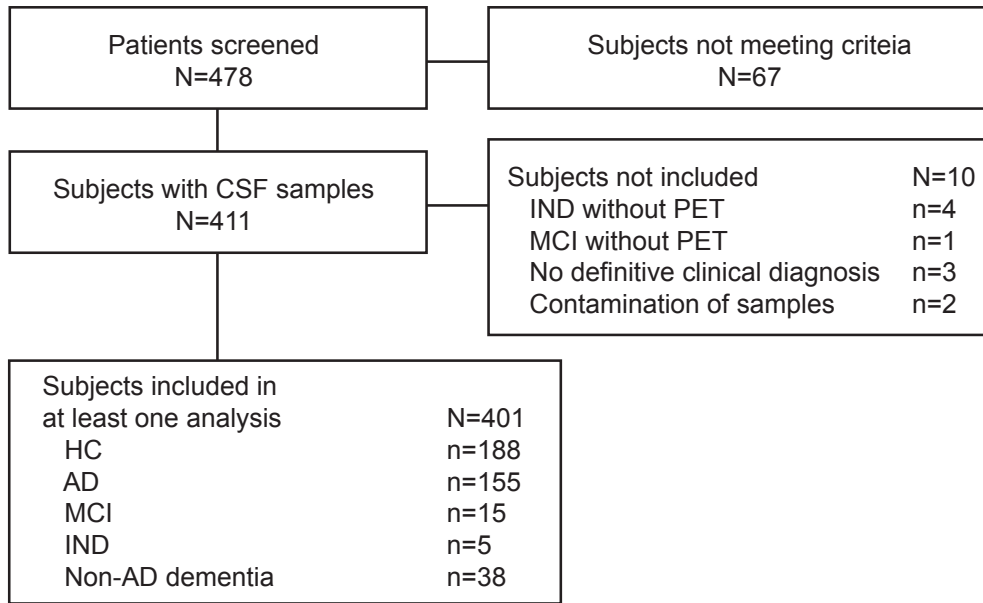 Patients screened
N=478
Subjects not meeting criteia
N=67
Subjects with CSF samples
N=411
Subjects not included N=10
IND without PET n=4
MCI without PET n=1
No definitive clinical diagnosis n=3
Contamination of samples n=2
Subjects included in
at least one analysis N=401
HC n=188
AD n=155
MCI n=15
IND n=5
Non-AD dementia n=38